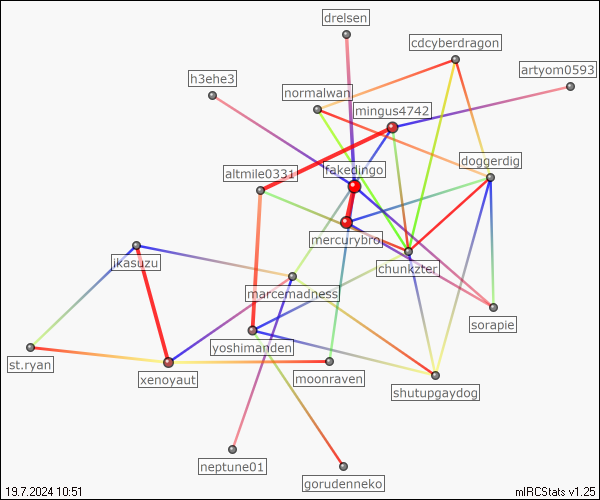 drelsen
cdcyberdragon
artyom0593
h3ehe3
normalwan
mingus4742
doggerdig
altmile0331
fakedingo
mercurybro
jkasuzu
chunkzter
marcemadness
sorapie
yoshimanden
st.ryan
xenoyaut
moonraven
shutupgaydog
neptune01
gorudenneko
19.7.2024 10:51
mIRCStats v1.25